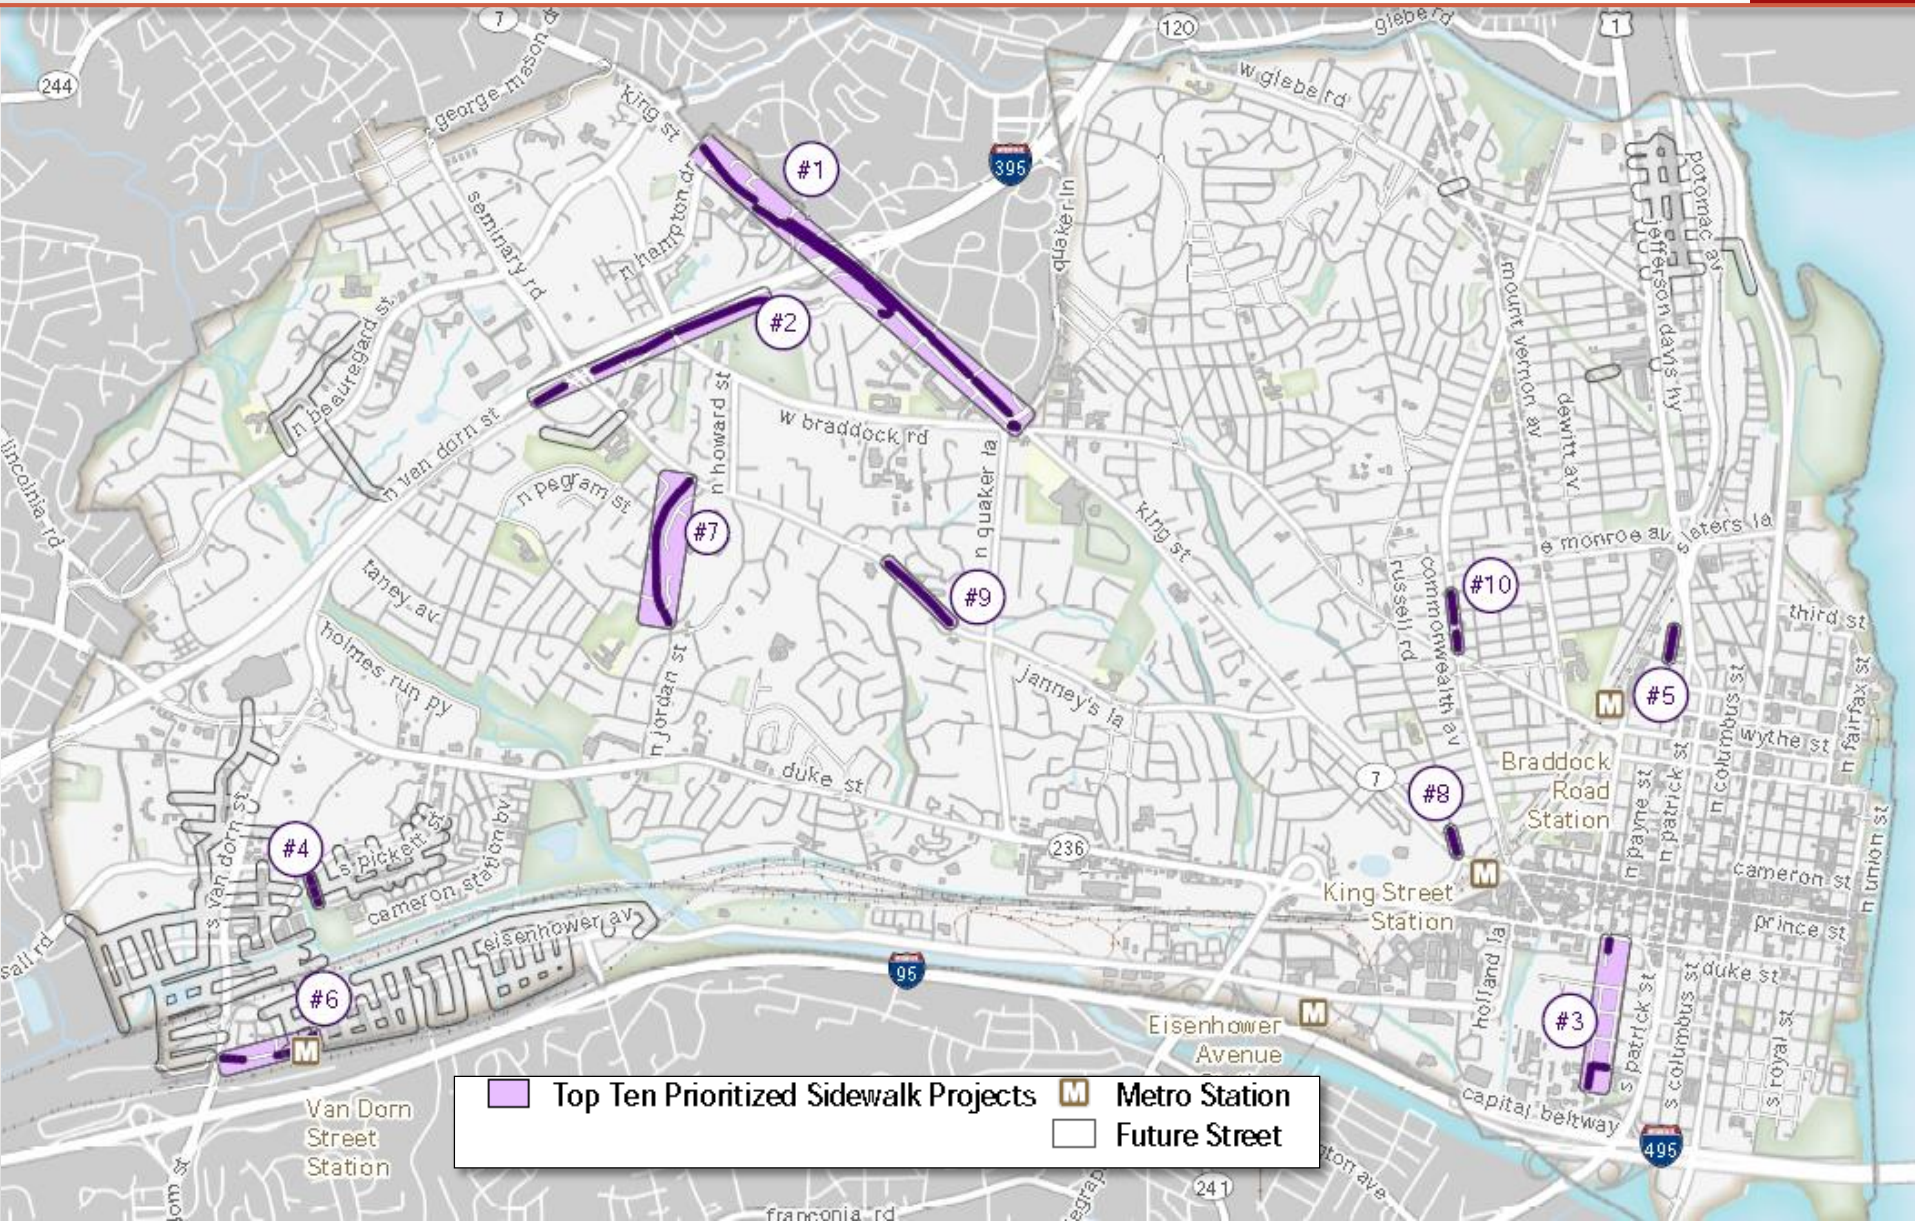 7
120
glebe rd
1
244
george mason dr
king st
w glebe rd
#1
395
n hampton dr
seminary rd
quaker ln
potomac av
jefferson davis hy
#2
mount vernon av
n beauregard st
n van dorn st
n howard st
w braddock rd
dewitt av
n pegram st
n quaker la
king st
lincolnia rd
#7
e monroe av
slaters la
taney av
#9
russell rd
commonwealth av
#10
third st
holmes run py
n jordan st
janney's la
#5
M
n columbus st
n fairfax st
wythe st
duke st
7
Braddock
Road
Station
#8
n payne st
n patrick st
n union st
#4
s pickett st
s van dorn st
cameron station bv
236
M
cameron st
King Street
Station
prince st
eisenhower av
95
holland la
duke st
#6
M
#3
M
Eisenhower
Avenue
s patrick st
s columbus st
s royal st
capital beltway
Top Ten Prioritized Sidewalk Projects
M Metro Station
Future Street
Van Dorn
Street
Station
495
241
franconia rd